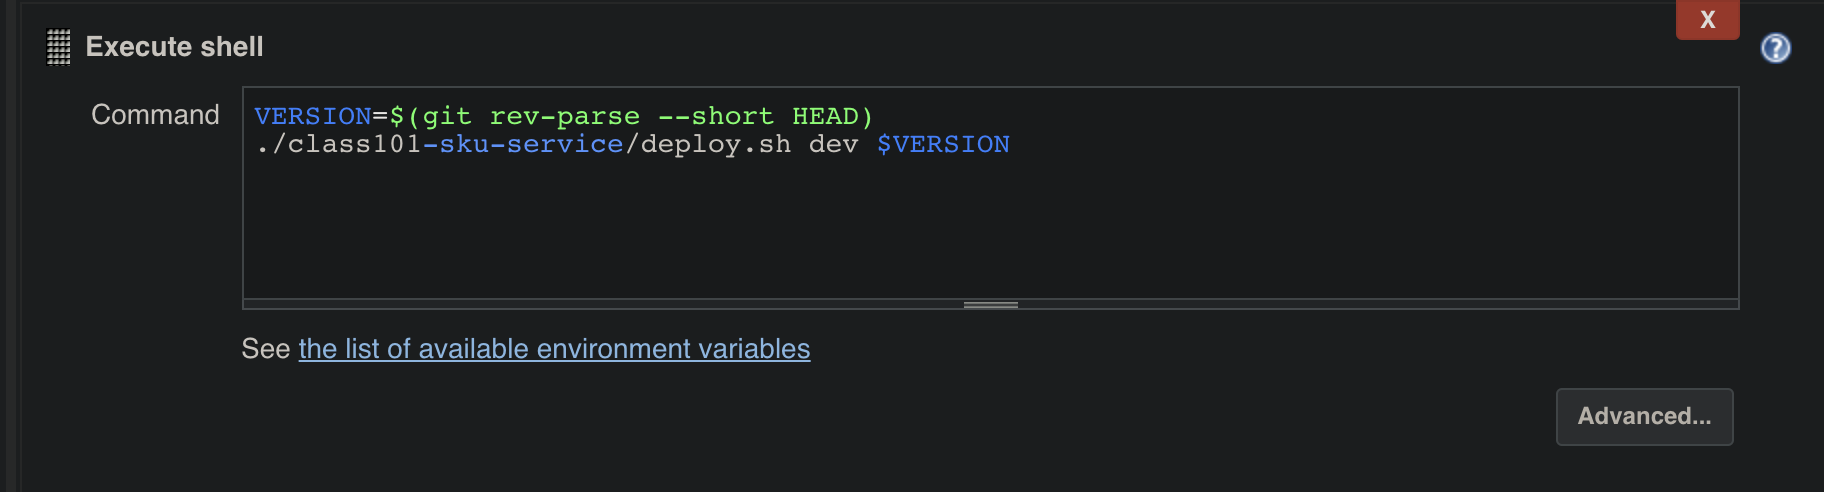 X
Execute shell
?
Command
VERSION=$(git rev-parse --short HEAD)
./class101-sku-service/deploy.sh dev $VERSION
See the list of available environment variables
Advanced...